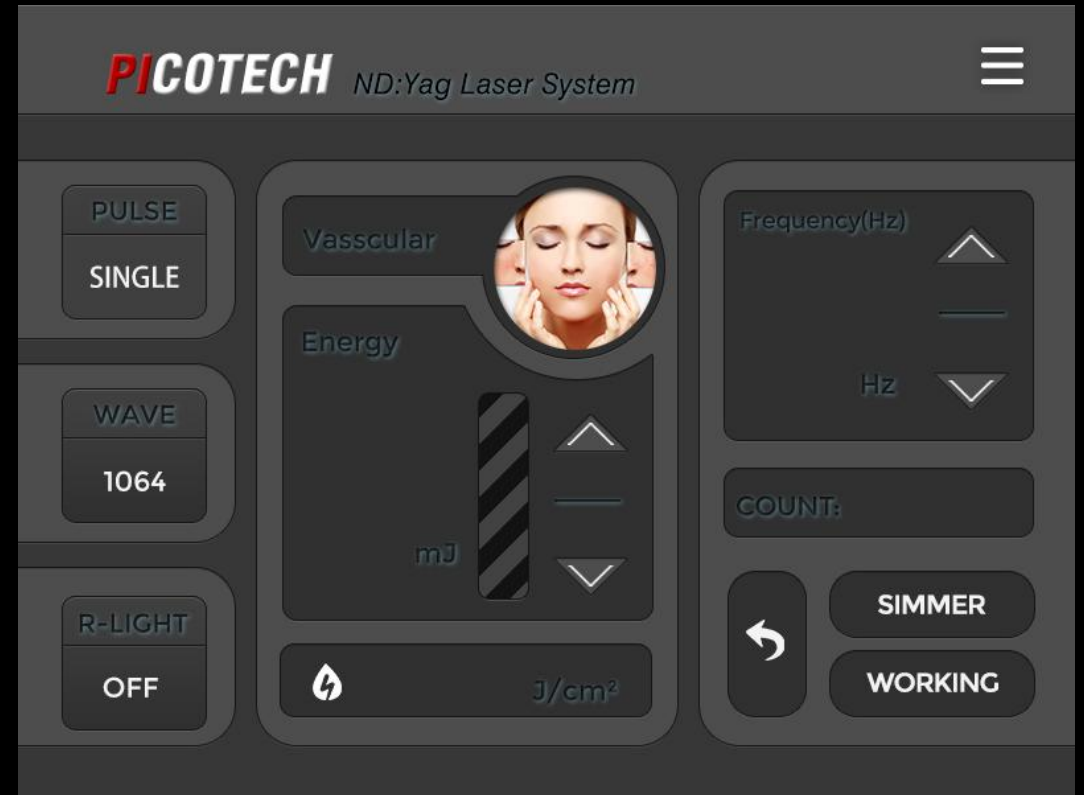 PICOTECH ND:Yag Laser System
PULSE
SINGLE
WAVE
1064
R-LIGHT
OFF
Vasscular
Energy
mJ
J/cm²
Frequency(Hz)
Hz
COUNT:
SIMMER
WORKING